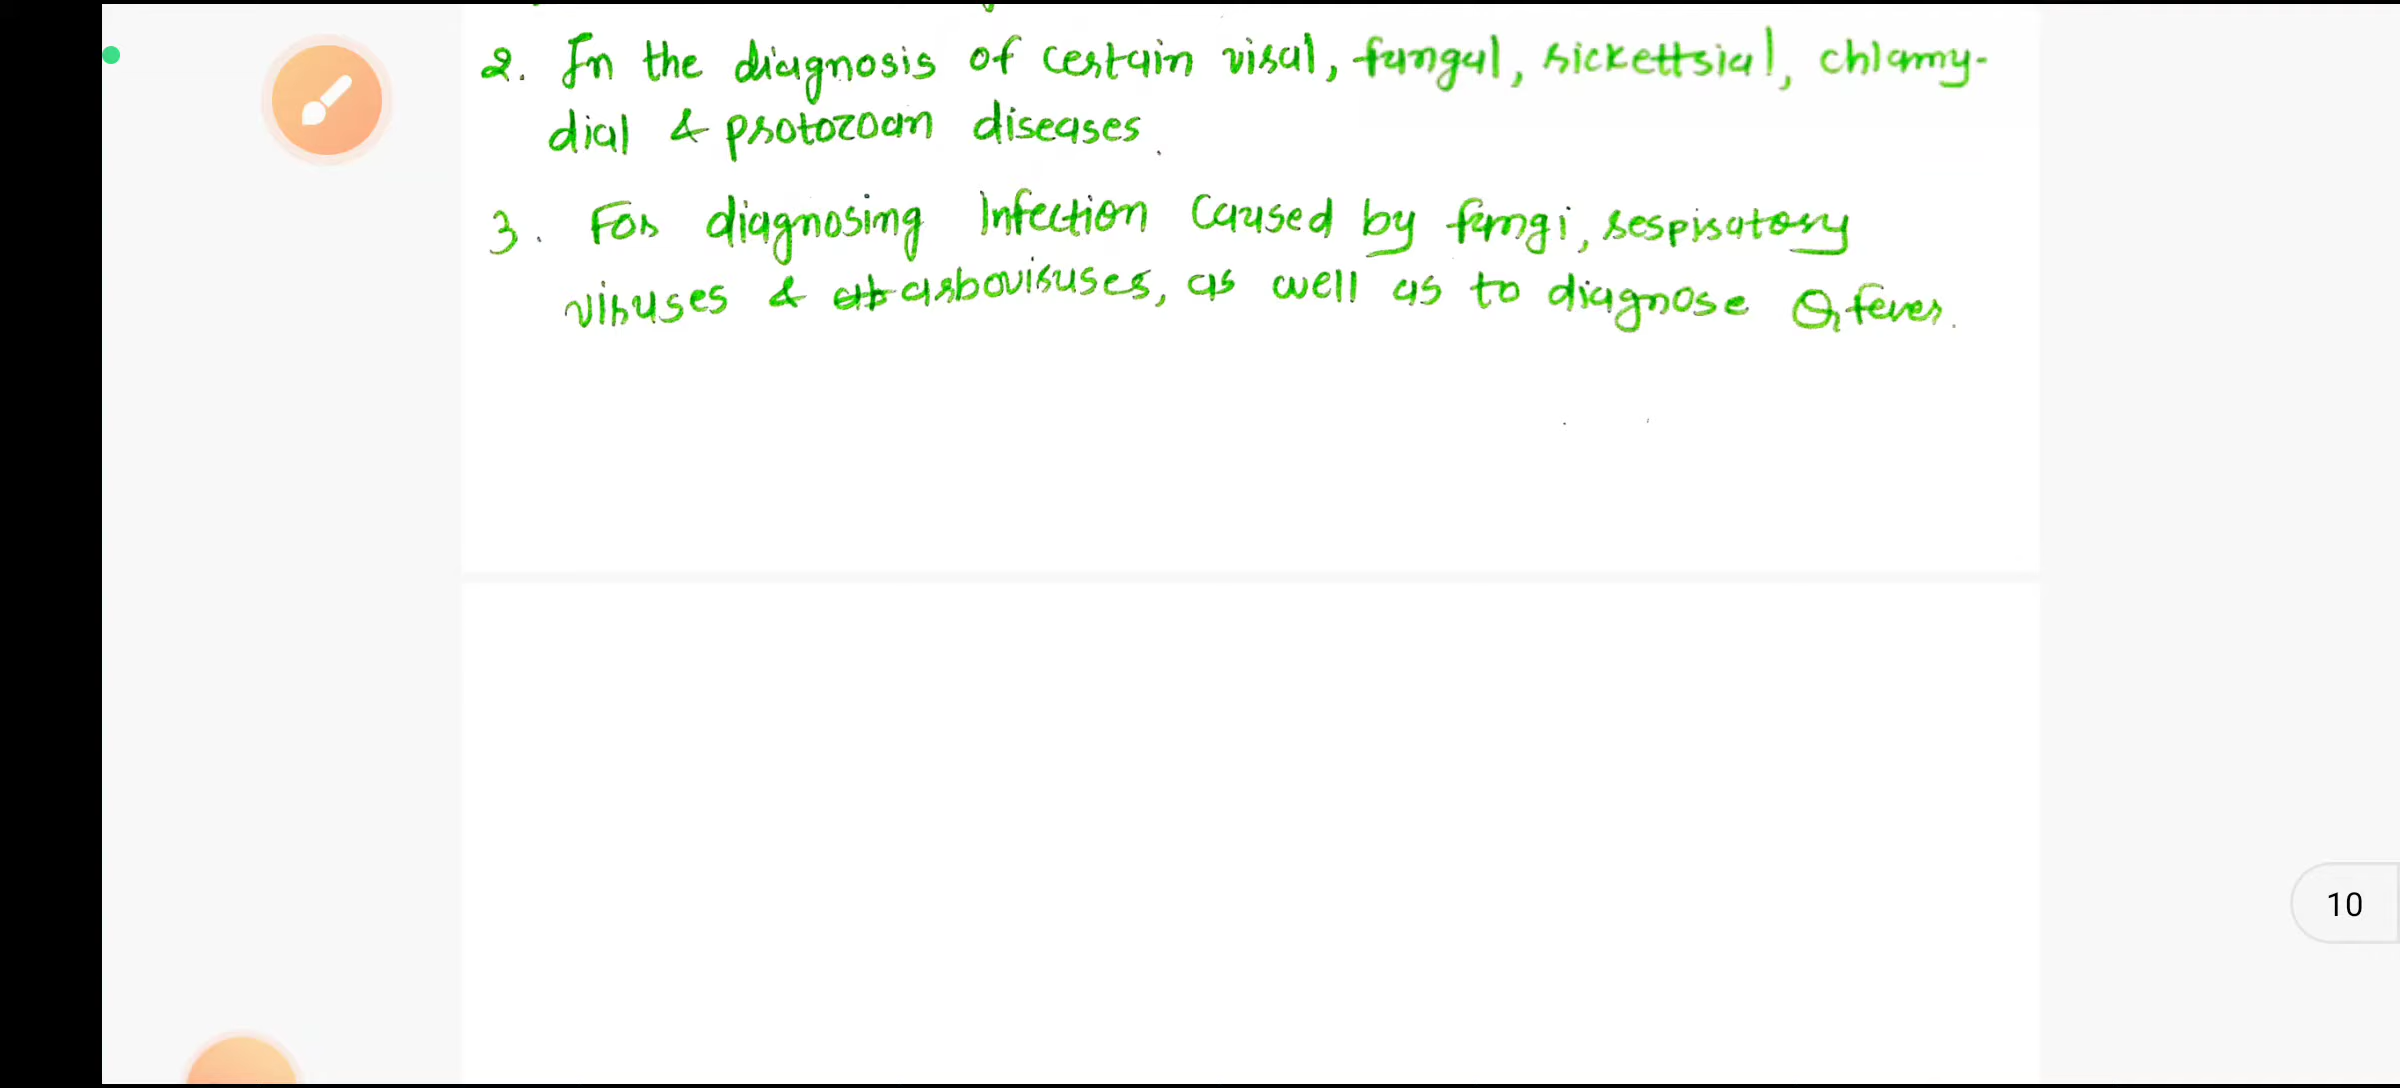 2. In the diagnosis of certain viral, fungal, rickettsial, chlamy-
dial & protozoan diseases.
3. For diagnosing Infection Caused by fungi, respiratory
viruses & arboviruses, as well as to diagnose Q fever.
10